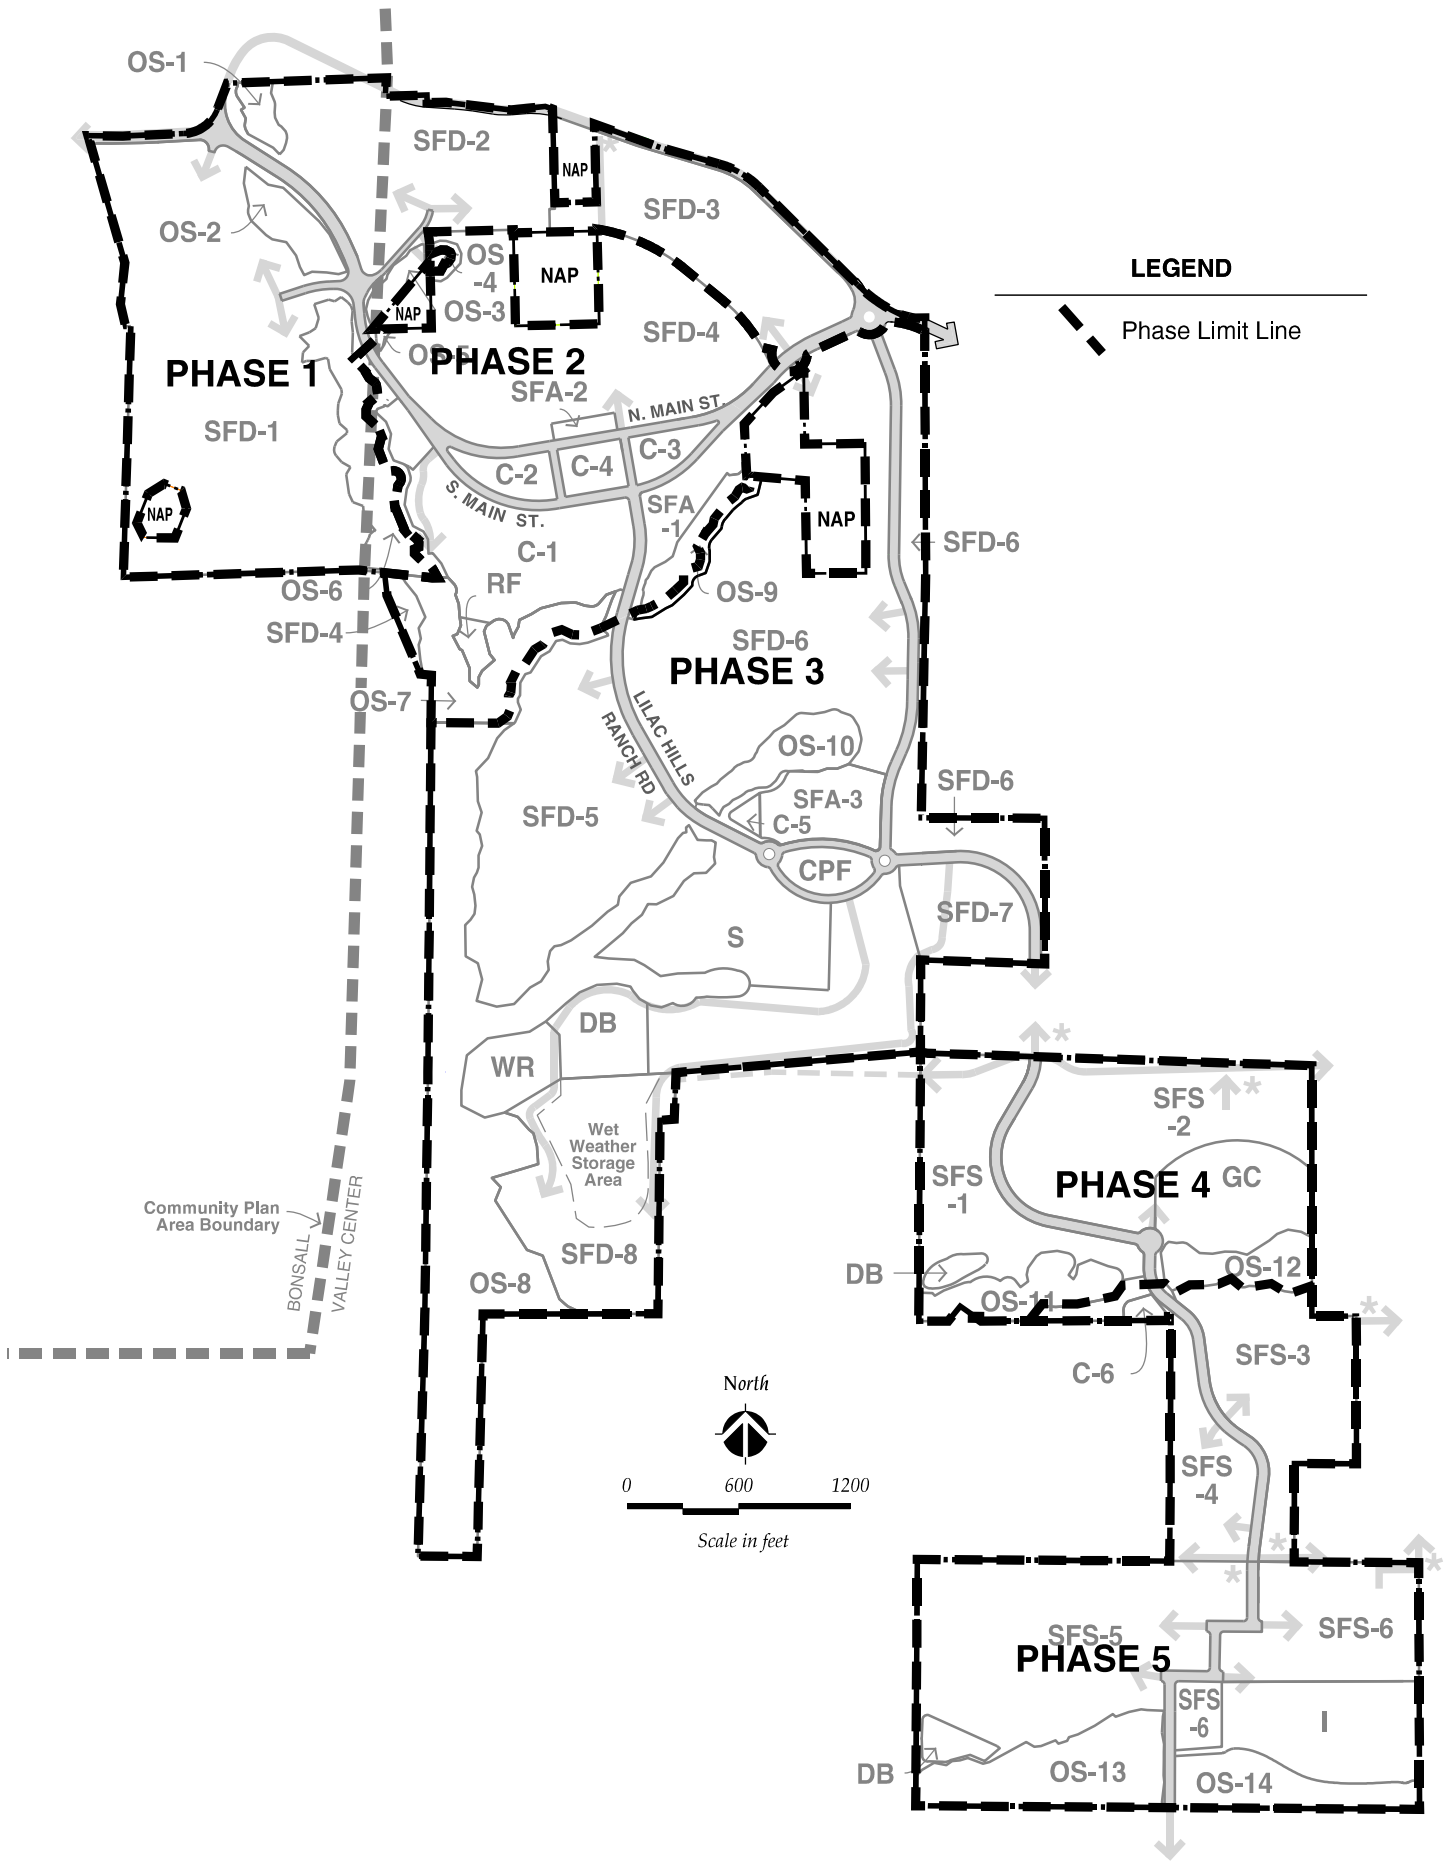 OS-1
SFD-2
NAP
*
SFD-3
OS-2
OS
-4
NAP
OS-3
NAP
LEGEND
Phase Limit Line
SFD-4
OS-5
PHASE 2
PHASE 1
SFA-2
N. MAIN ST.
SFD-1
C-3
C-4
C-2
S. MAIN ST.
SFA
-1
NAP
NAP
C-1
SFD-6
RF
OS-6
OS-9
SFD-4
SFD-6
PHASE 3
OS-7
LILAC HILLS
RANCH RD
OS-10
SFD-6
SFA-3
SFD-5
C-5
CPF
SFD-7
S
DB
*
WR
SFS
-2
*
Wet
Weather
Storage
Area
SFS
-1
PHASE 4
GC
Community Plan
Area Boundary
BONSALL
VALLEY CENTER
SFD-8
OS-8
DB
OS-12
OS-11
*
C-6
SFS-3
North
SFS
-4
0
600
1200
Scale in feet
*
*
*
SFS-5
SFS-6
PHASE 5
SFS
-6
I
DB
OS-13
OS-14